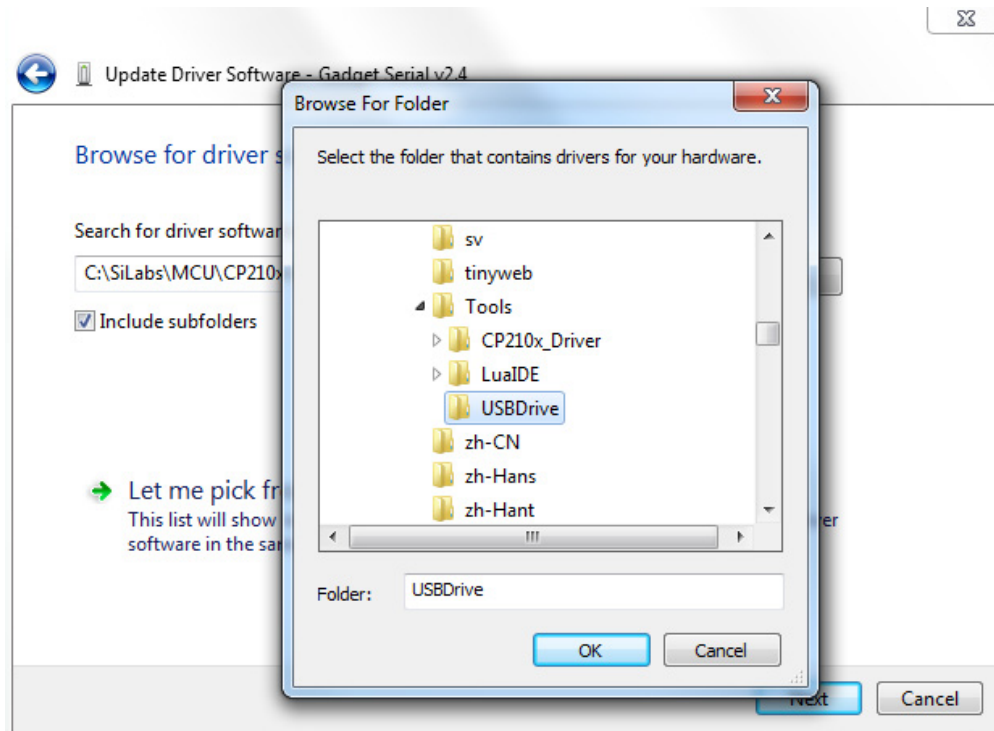 Update Driver Software - Gadget Serial v2.4
Browse For Folder
Browse for driver s
Select the folder that contains drivers for your hardware.
Search for driver softwar
C:\SiLabs\MCU\CP210x
Include subfolders
sv
tinyweb
Tools
CP210x_Driver
LuaIDE
USBDrive
zh-CN
zh-Hans
zh-Hant
Let me pick fr
This list will show
er
software in the sa
Folder:
USBDrive
OK
Cancel
Next
Cancel